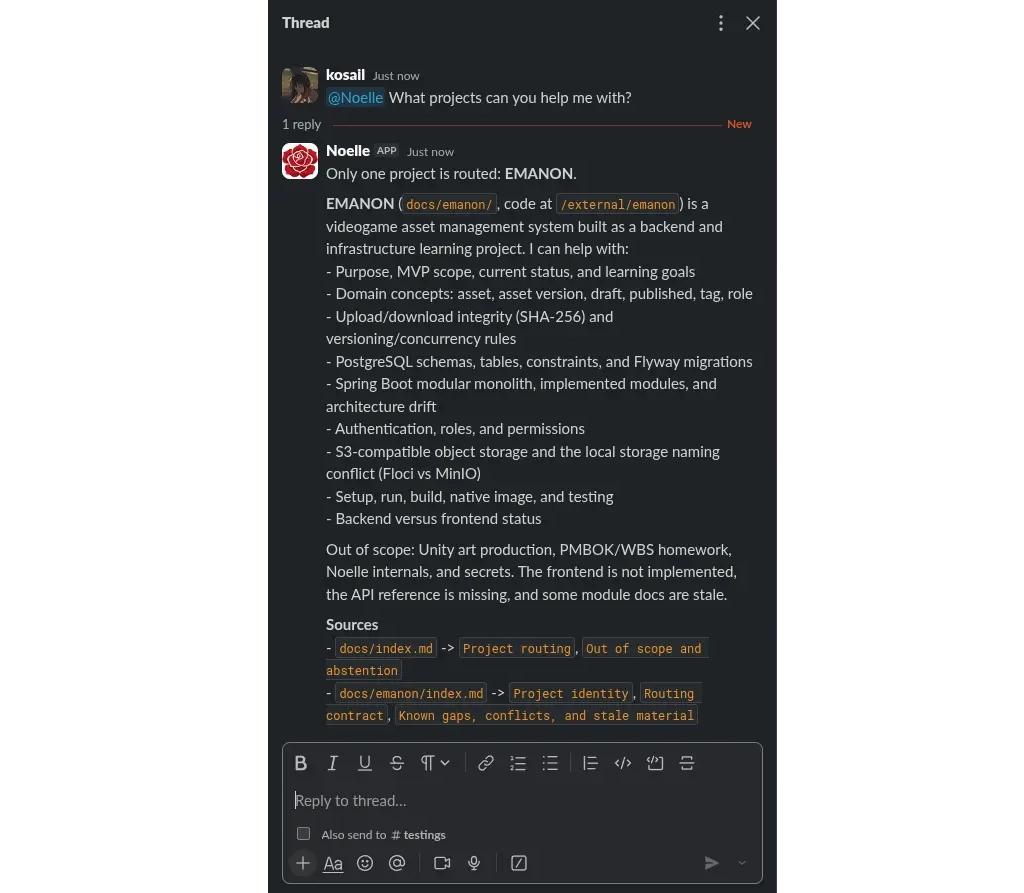 Thread
kosail Just now
@Noelle What projects can you help me with?
1 reply
New
Noelle APP Just now
Only one project is routed: EMANON.
EMANON (docs/emanon/, code at /external/emanon) is a
videogame asset management system built as a backend and
infrastructure learning project. I can help with:
- Purpose, MVP scope, current status, and learning goals
- Domain concepts: asset, asset version, draft, published, tag, role
- Upload/download integrity (SHA-256) and
versioning/concurrency rules
- PostgreSQL schemas, tables, constraints, and Flyway migrations
- Spring Boot modular monolith, implemented modules, and
architecture drift
- Authentication, roles, and permissions
- S3-compatible object storage and the local storage naming
conflict (Floci vs MinIO)
- Setup, run, build, native image, and testing
- Backend versus frontend status
Out of scope: Unity art production, PMBOK/WBS homework,
Noelle internals, and secrets. The frontend is not implemented,
the API reference is missing, and some module docs are stale.
Sources
- docs/index.md -> Project routing, Out of scope and
abstention
- docs/emanon/index.md -> Project identity, Routing
contract, Known gaps, conflicts, and stale material
Reply to thread...
Also send to # testings
Aa